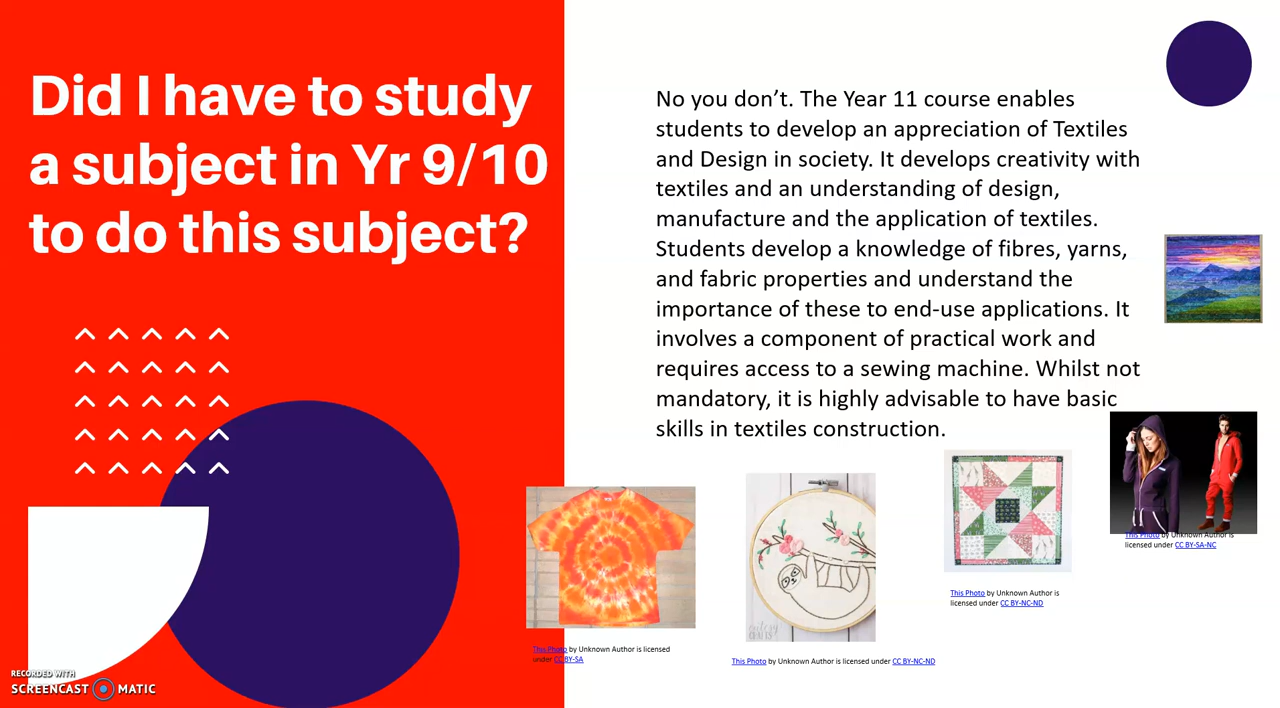 Did I have to study
a subject in Yr 9/10
to do this subject?
No you don’t. The Year 11 course enables
students to develop an appreciation of Textiles
and Design in society. It develops creativity with
textiles and an understanding of design,
manufacture and the application of textiles.
Students develop a knowledge of fibres, yarns,
and fabric properties and understand the
importance of these to end-use applications. It
involves a component of practical work and
requires access to a sewing machine. Whilst not
mandatory, it is highly advisable to have basic
skills in textiles construction.
This Photo by Unknown Author is
licensed under CC BY-SA-NC
This Photo by Unknown Author is
licensed under CC BY-NC-ND
This Photo by Unknown Author is licensed
under CC BY-SA
This Photo by Unknown Author is licensed under CC BY-NC-ND
CRAFTS
RECORDED WITH
SCREENCAST MATIC